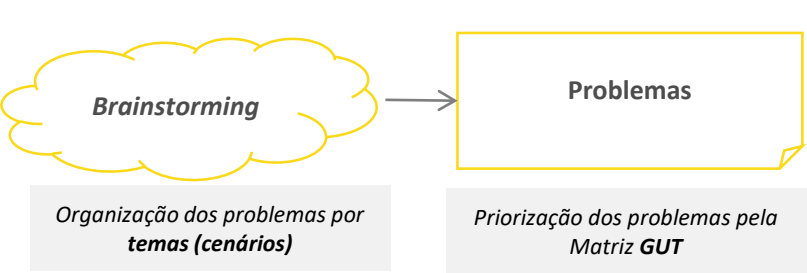 Brainstorming
Problemas
Organização dos problemas por
temas (cenários)
Priorização dos problemas pela
Matriz GUT